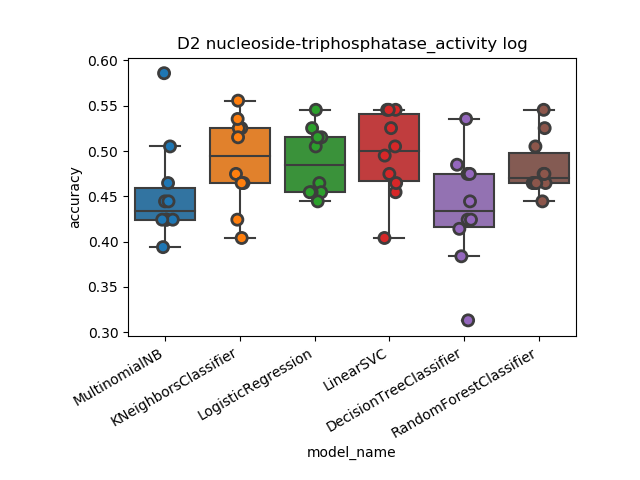 D2 nucleoside-triphosphatase_activity log
0.60
0.55
0.50
0.45
0.40
0.35
0.30
accuracy
MultinomialNB
KNeighborsClassifier
LogisticRegression
LinearSVC
DecisionTreeClassifier
RandomForestClassifier
model_name